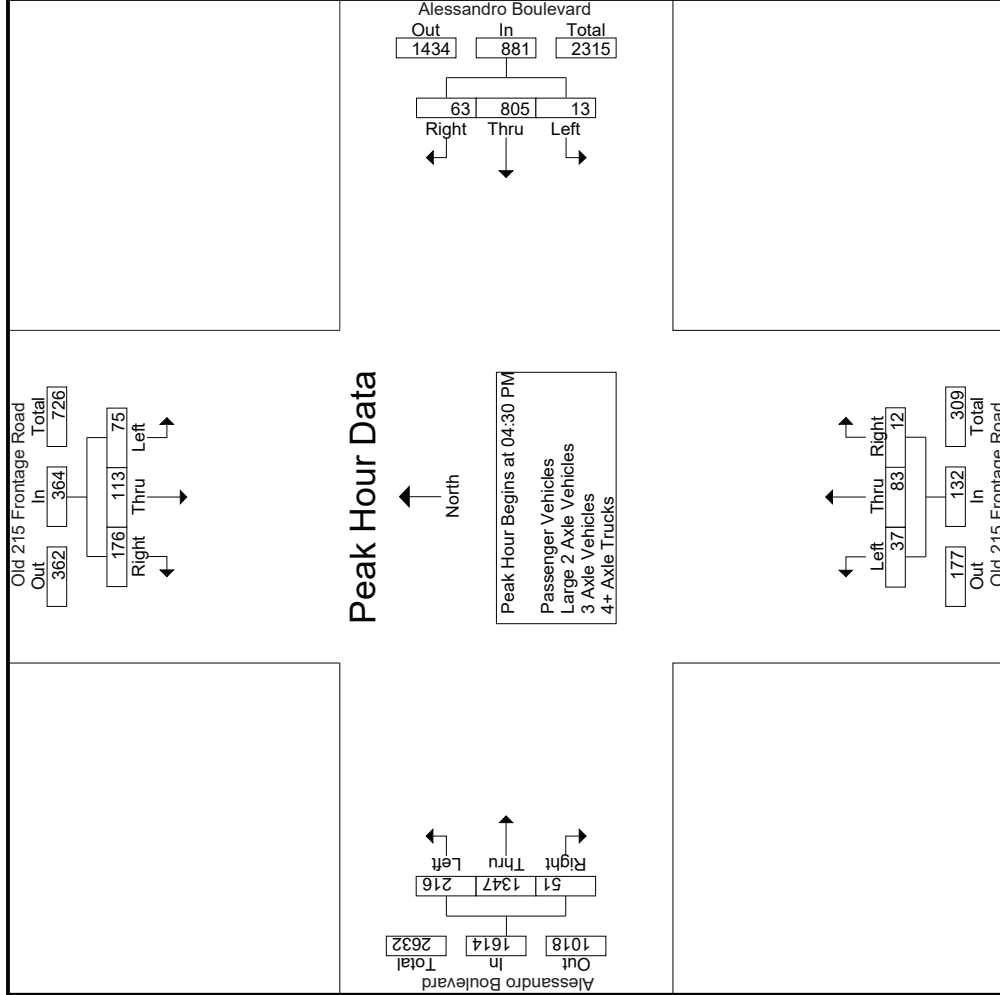 Alessandro Boulevard
Out In Total
1434 881 2315
63 805 13
Right Thru Left
Old 215 Frontage Road
Out In Total
362 364 726
176 113 75
Right Thru Left
Peak Hour Data
North
Peak Hour Begins at 04:30 PM
Passenger Vehicles
Large 2 Axle Vehicles
3 Axle Vehicles
4+ Axle Trucks
Left Thru Right
37 83 12
177 132 309
Out In Total
Old 215 Frontage Road
Left Thru Right
216 1347 51
Total In Out
2632 1614 1018
Alessandro Boulevard